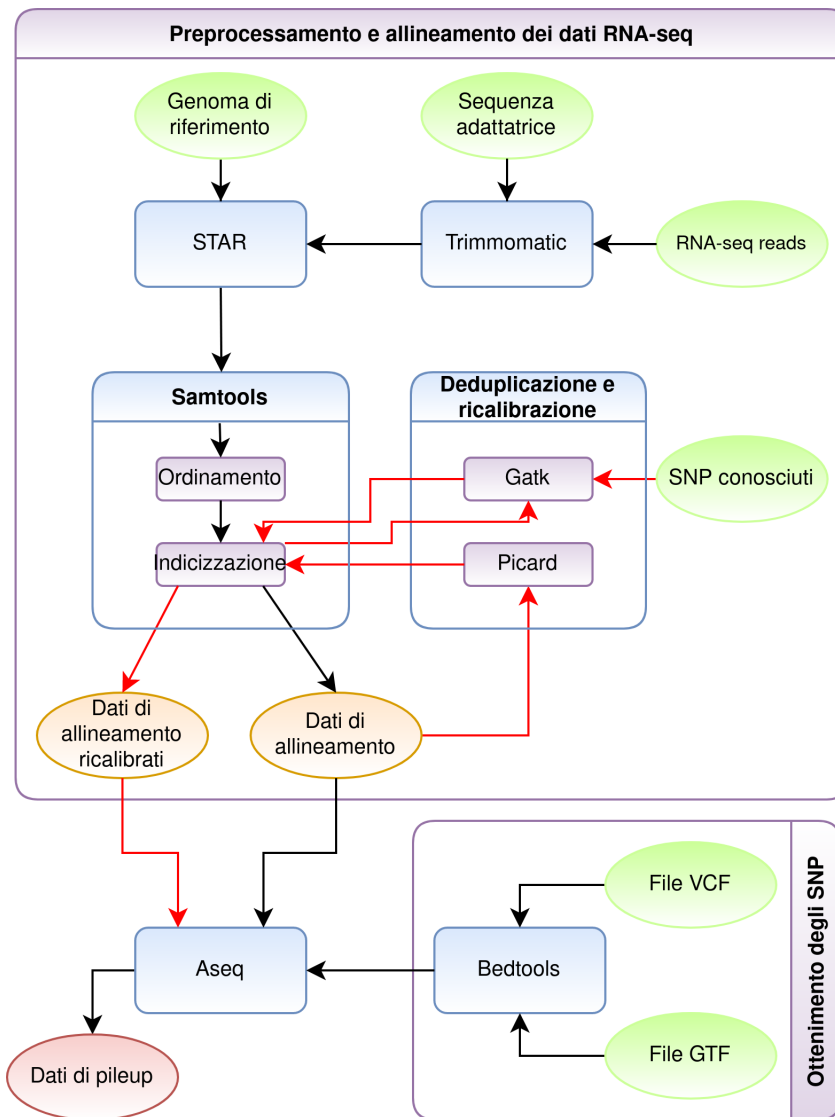 Preprocessamento e allineamento dei dati RNA-seq
Genoma di
riferimento
Sequenza
adattatrice
STAR
Trimmomatic
RNA-seq reads
Samtools
Deduplicazione e
ricalibrazione
Ordinamento
Gatk
SNP conosciuti
Indicizzazione
Picard
Dati di
allineamento
ricalibrati
Dati di
allineamento
File VCF
Aseq
Bedtools
File GTF
Ottenimento degli SNP
Dati di pileup